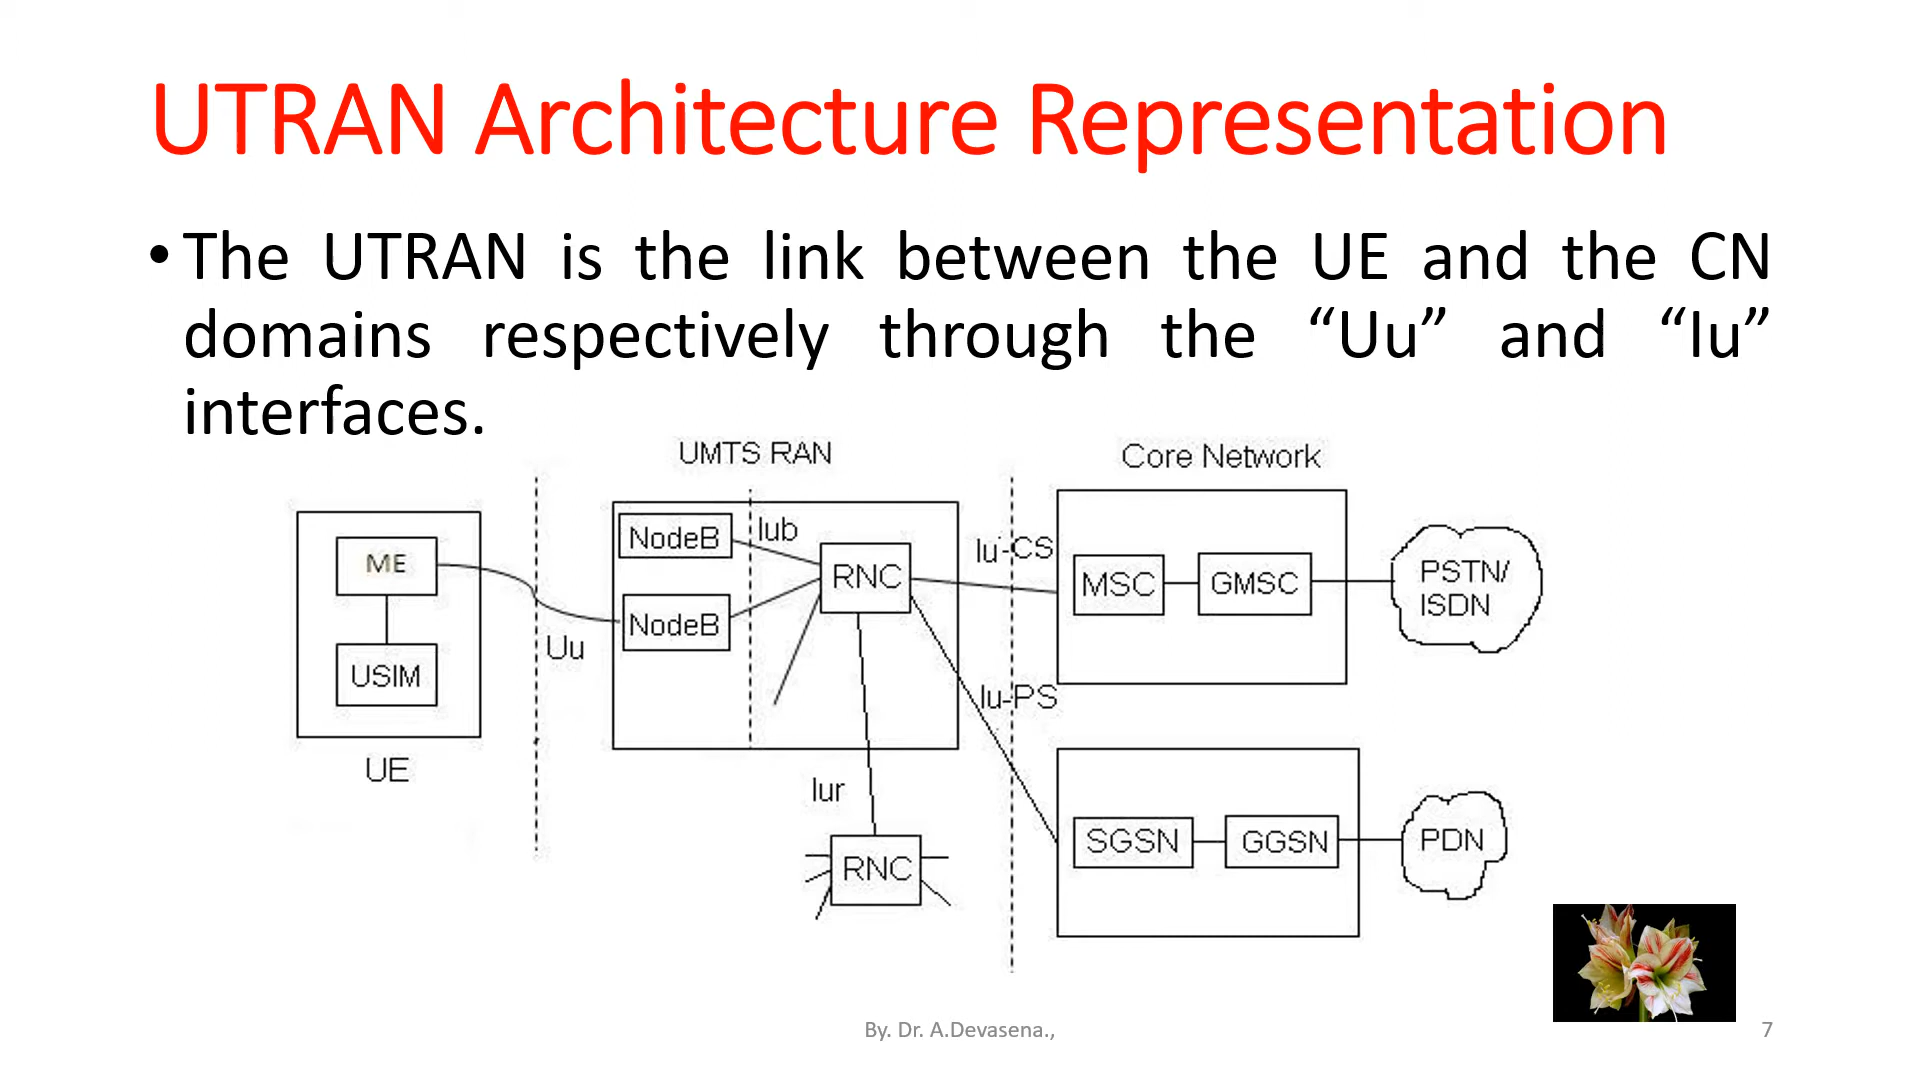 UTRAN Architecture Representation
• The UTRAN is the link between the UE and the CN
domains respectively through the “Uu” and “Iu”
interfaces.
UMTS RAN
Core Network
ME
USIM
UE
Uu
NodeB
NodeB
Iub
RNC
Iur
RNC
Iu-CS
Iu-PS
MSC
GMSC
PSTN/
ISDN
SGSN
GGSN
PDN
By. Dr. A.Devasena.,
7